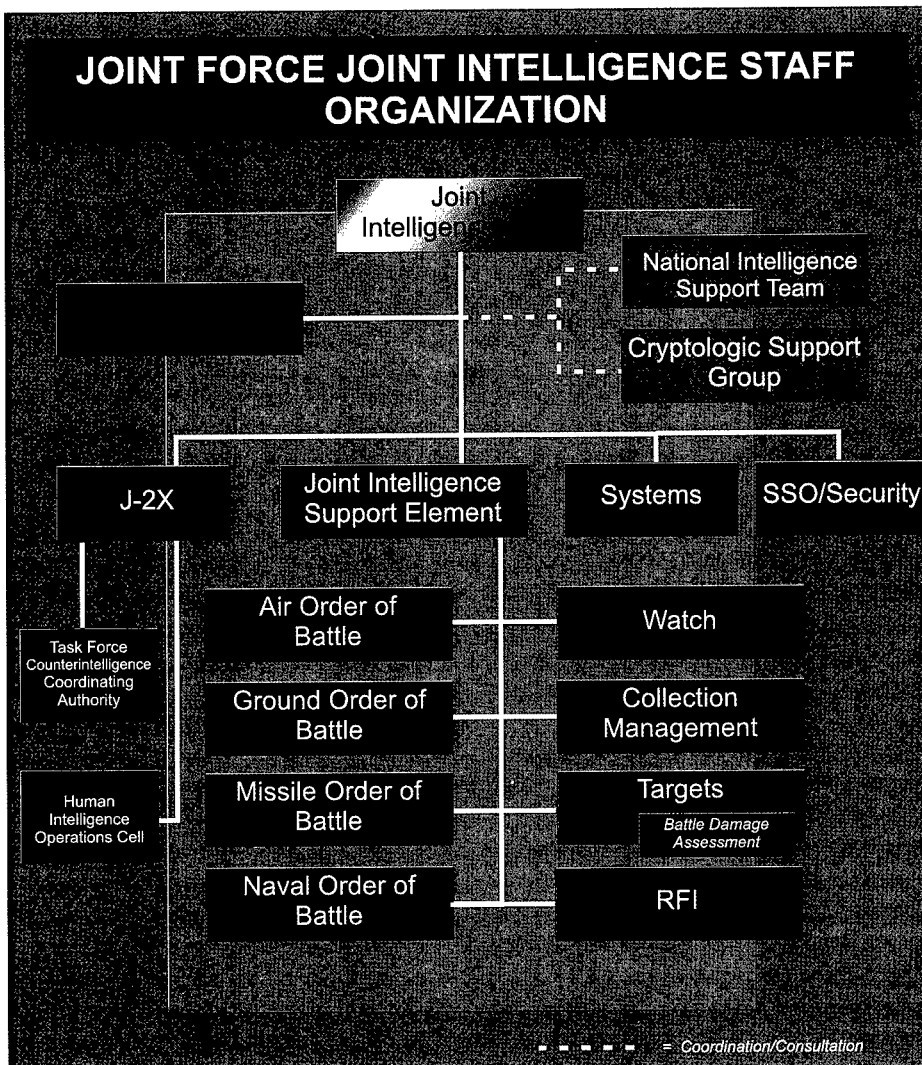 JOINT FORCE JOINT INTELLIGENCE STAFF
ORGANIZATION
Joint
National Intelligence
Support Team
Cryptologic Support
Group
J-2X
Joint Intelligence
Support Element
Systems
SSO/Security
Air Order of
Battle
Watch
Task Force
Counterintelligence
Coordinating
Authority
Ground Order of
Battle
Collection
Management
Human
Intelligence
Operations Cell
Missile Order of
Battle
Targets
Battle Damage
Assessment
Naval Order of
Battle
RFI
= Coordination/Consultation